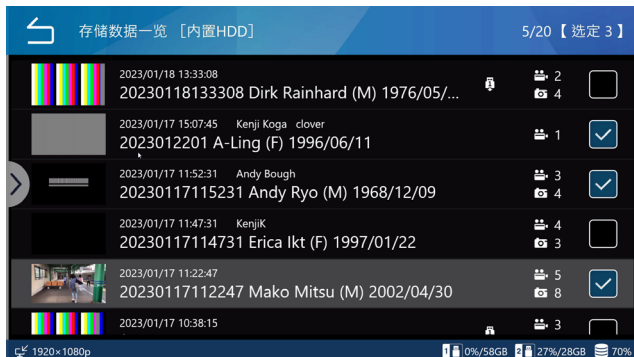 存储数据一览 [内置HDD]
5/20【 选定 3 】
2023/01/18 13:33:08
20230118133308 Dirk Rainhard (M) 1976/05/...
2
4
2023/01/17 15:07:45 Kenji Koga clover
2023012201 A-Ling (F) 1996/06/11
1
2023/01/17 11:52:31 Andy Bough
20230117115231 Andy Ryo (M) 1968/12/09
3
4
2023/01/17 11:47:31 KenjiK
20230117114731 Erica Ikt (F) 1997/01/22
4
3
2023/01/17 11:22:47
20230117112247 Mako Mitsu (M) 2002/04/30
5
8
2023/01/17 10:38:15
3
1920×1080p
1 0%/58GB 2 27%/28GB 70%